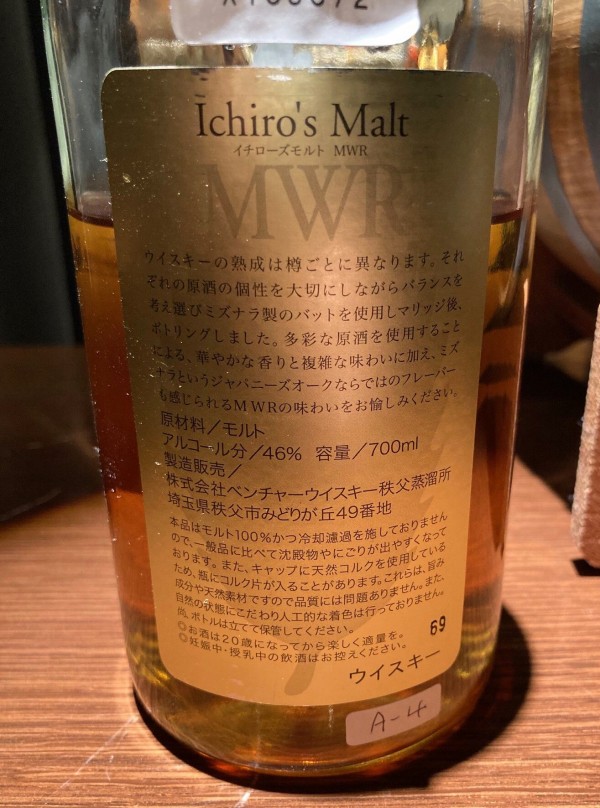 Ichiro's Malt
イチローズモルト MWR
MWR
ウイスキーの熟成は樽ごとに異なります。それ
ぞれの原酒の個性を大切にしながらバランスを
考え選びミズナラ製のバットを使用しマリッジ後、
ボトリングしました。多彩な原酒を使用すること
による、華やかな香りと複雑な味わいに加え、ミズ
ナラというジャパニーズオークならではのフレーバー
も感じられるMWRの味わいをお愉しみください。
原材料／モルト
アルコール分／46% 容量／700ml
製造販売／
株式会社ベンチャーウイスキー秩父蒸溜所
埼玉県秩父市みどりが丘49番地
本品はモルト100%かつ冷却濾過を施しておりません
ので、一般品に比べて沈殿物やにごりが出やすくなって
おります。また、キャップに天然コルクを使用している
ため、瓶にコルク片が入ることがあります。これらは、旨み
成分や天然素材ですので品質には問題ありません。また、
自然の状態にこだわり人工的な着色は行っておりません。
尚、ボトルは立てて保管してください。
◎お酒は20歳になってから楽しく適量を。
◎妊娠中・授乳中の飲酒はお控えください。
69
ウイスキー
A-4